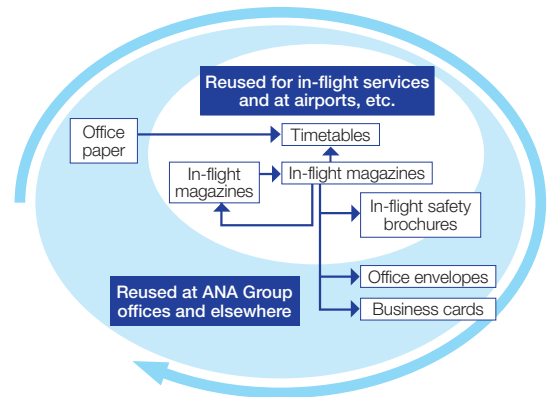 Reused for in-flight services
and at airports, etc.
Office
paper
Timetables
In-flight
magazines
In-flight magazines
In-flight safety
brochures
Office envelopes
Reused at ANA Group
offices and elsewhere
Business cards